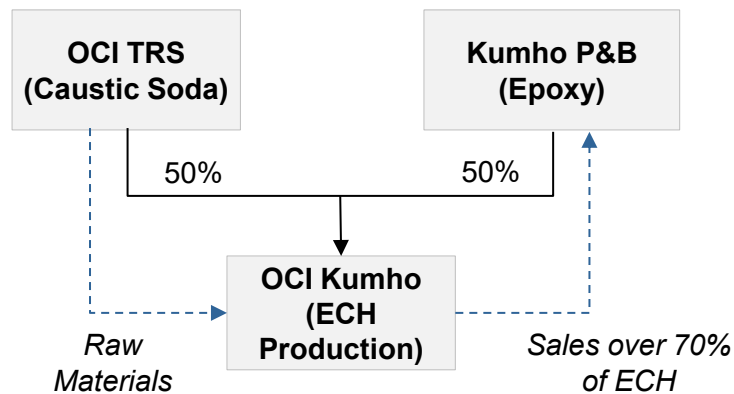 OCI TRS
(Caustic Soda)
Kumho P&B
(Epoxy)
50%
50%
OCI Kumho
(ECH
Production)
Raw
Materials
Sales over 70%
of ECH